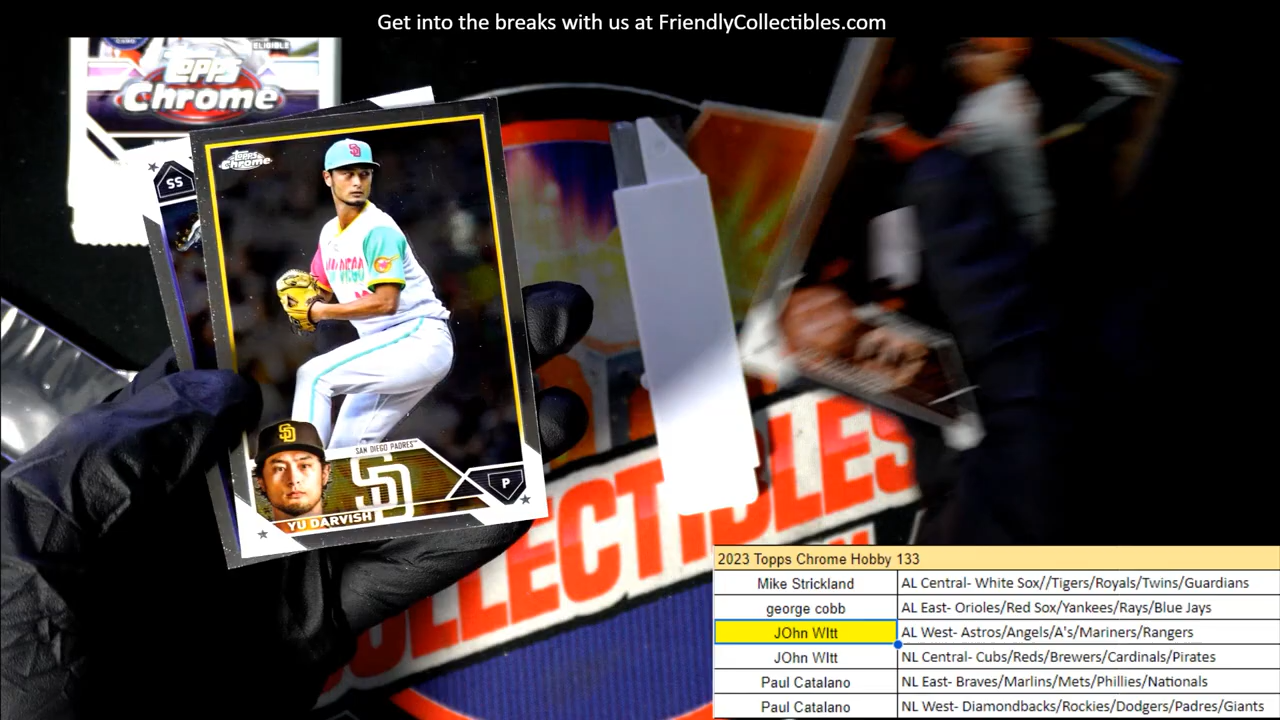 Get into the breaks with us at FriendlyCollectibles.com
ELIGIBLE
Topps
Chrome
SS
Topps
Chrome
SAN DIEGO PADRES
SD
SD
P
YU DARVISH
COLLECTIBLES
2023 Topps Chrome Hobby 133
Mike Strickland AL Central- White Sox//Tigers/Royals/Twins/Guardians
george cobb AL East- Orioles/Red Sox/Yankees/Rays/Blue Jays
JOhn WItt AL West- Astros/Angels/A's/Mariners/Rangers
JOhn WItt NL Central- Cubs/Reds/Brewers/Cardinals/Pirates
Paul Catalano NL East- Braves/Marlins/Mets/Phillies/Nationals
Paul Catalano NL West- Diamondbacks/Rockies/Dodgers/Padres/Giants